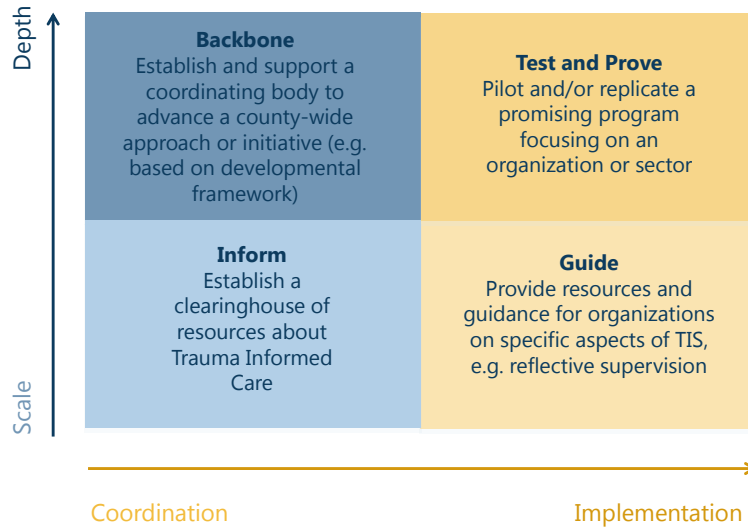 Depth
Backbone
Establish and support a
coordinating body to
advance a county-wide
approach or initiative (e.g.
based on developmental
framework)
Test and Prove
Pilot and/or replicate a
promising program
focusing on an
organization or sector
Inform
Establish a
clearinghouse of
resources about
Trauma Informed
Care
Guide
Provide resources and
guidance for organizations
on specific aspects of TIS,
e.g. reflective supervision
Scale
Coordination
Implementation